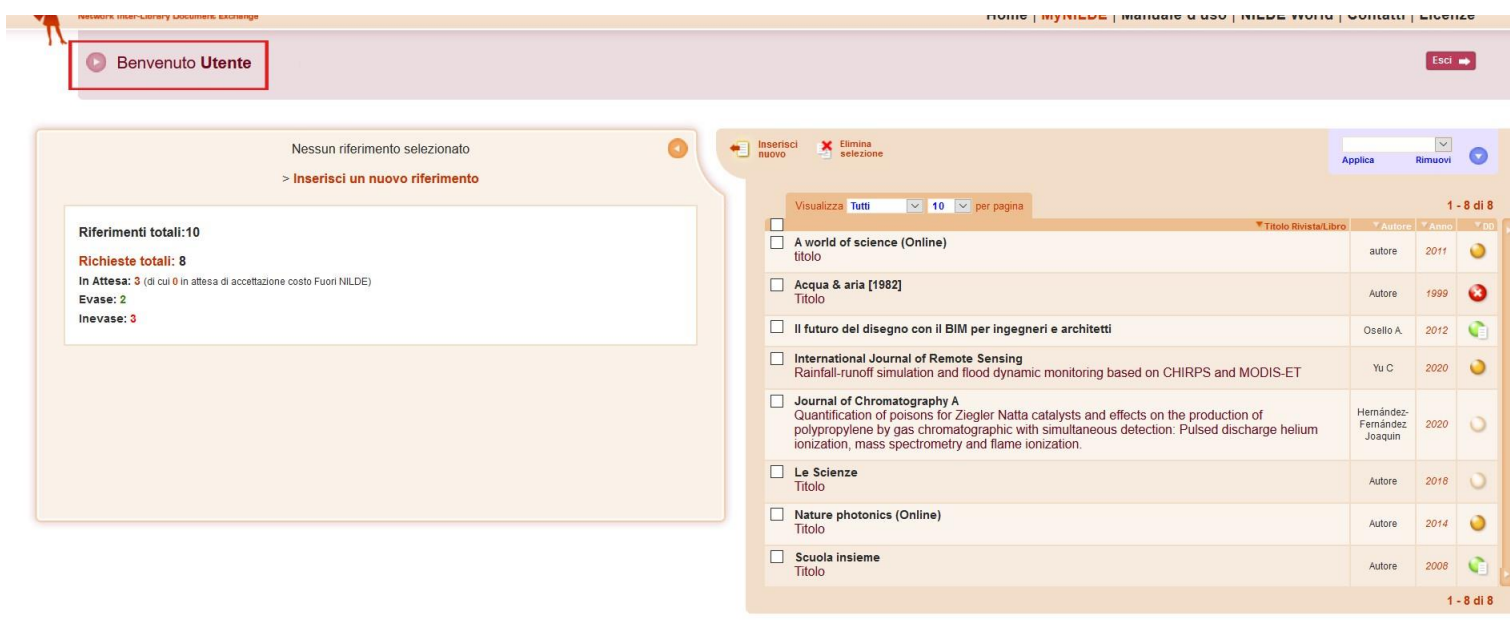 Network Inter-Library Document Exchange
Home | MyNILDE | Manuale d'uso | NILDE World | Contatti | Licenze
Benvenuto Utente
Esci
Nessun riferimento selezionato
> Inserisci un nuovo riferimento
Riferimenti totali:10
Richieste totali: 8
In Attesa: 3 (di cui 0 in attesa di accettazione costo Fuori NILDE)
Evase: 2
Inevase: 3
Inserisci nuovo
Elimina selezione
Applica Rimuovi
Visualizza Tutti 10 per pagina
1 - 8 di 8
Titolo Rivista/Libro Autore Anno DD
A world of science (Online)
titolo
autore 2011
Acqua & aria [1982]
Titolo
Autore 1999
Il futuro del disegno con il BIM per ingegneri e architetti
Osello A. 2012
International Journal of Remote Sensing
Rainfall-runoff simulation and flood dynamic monitoring based on CHIRPS and MODIS-ET
Yu C 2020
Journal of Chromatography A
Quantification of poisons for Ziegler Natta catalysts and effects on the production of
polypropylene by gas chromatographic with simultaneous detection: Pulsed discharge helium
ionization, mass spectrometry and flame ionization.
Hernández-
Fernández
Joaquin
2020
Le Scienze
Titolo
Autore 2018
Nature photonics (Online)
Titolo
Autore 2014
Scuola insieme
Titolo
Autore 2008
1 - 8 di 8